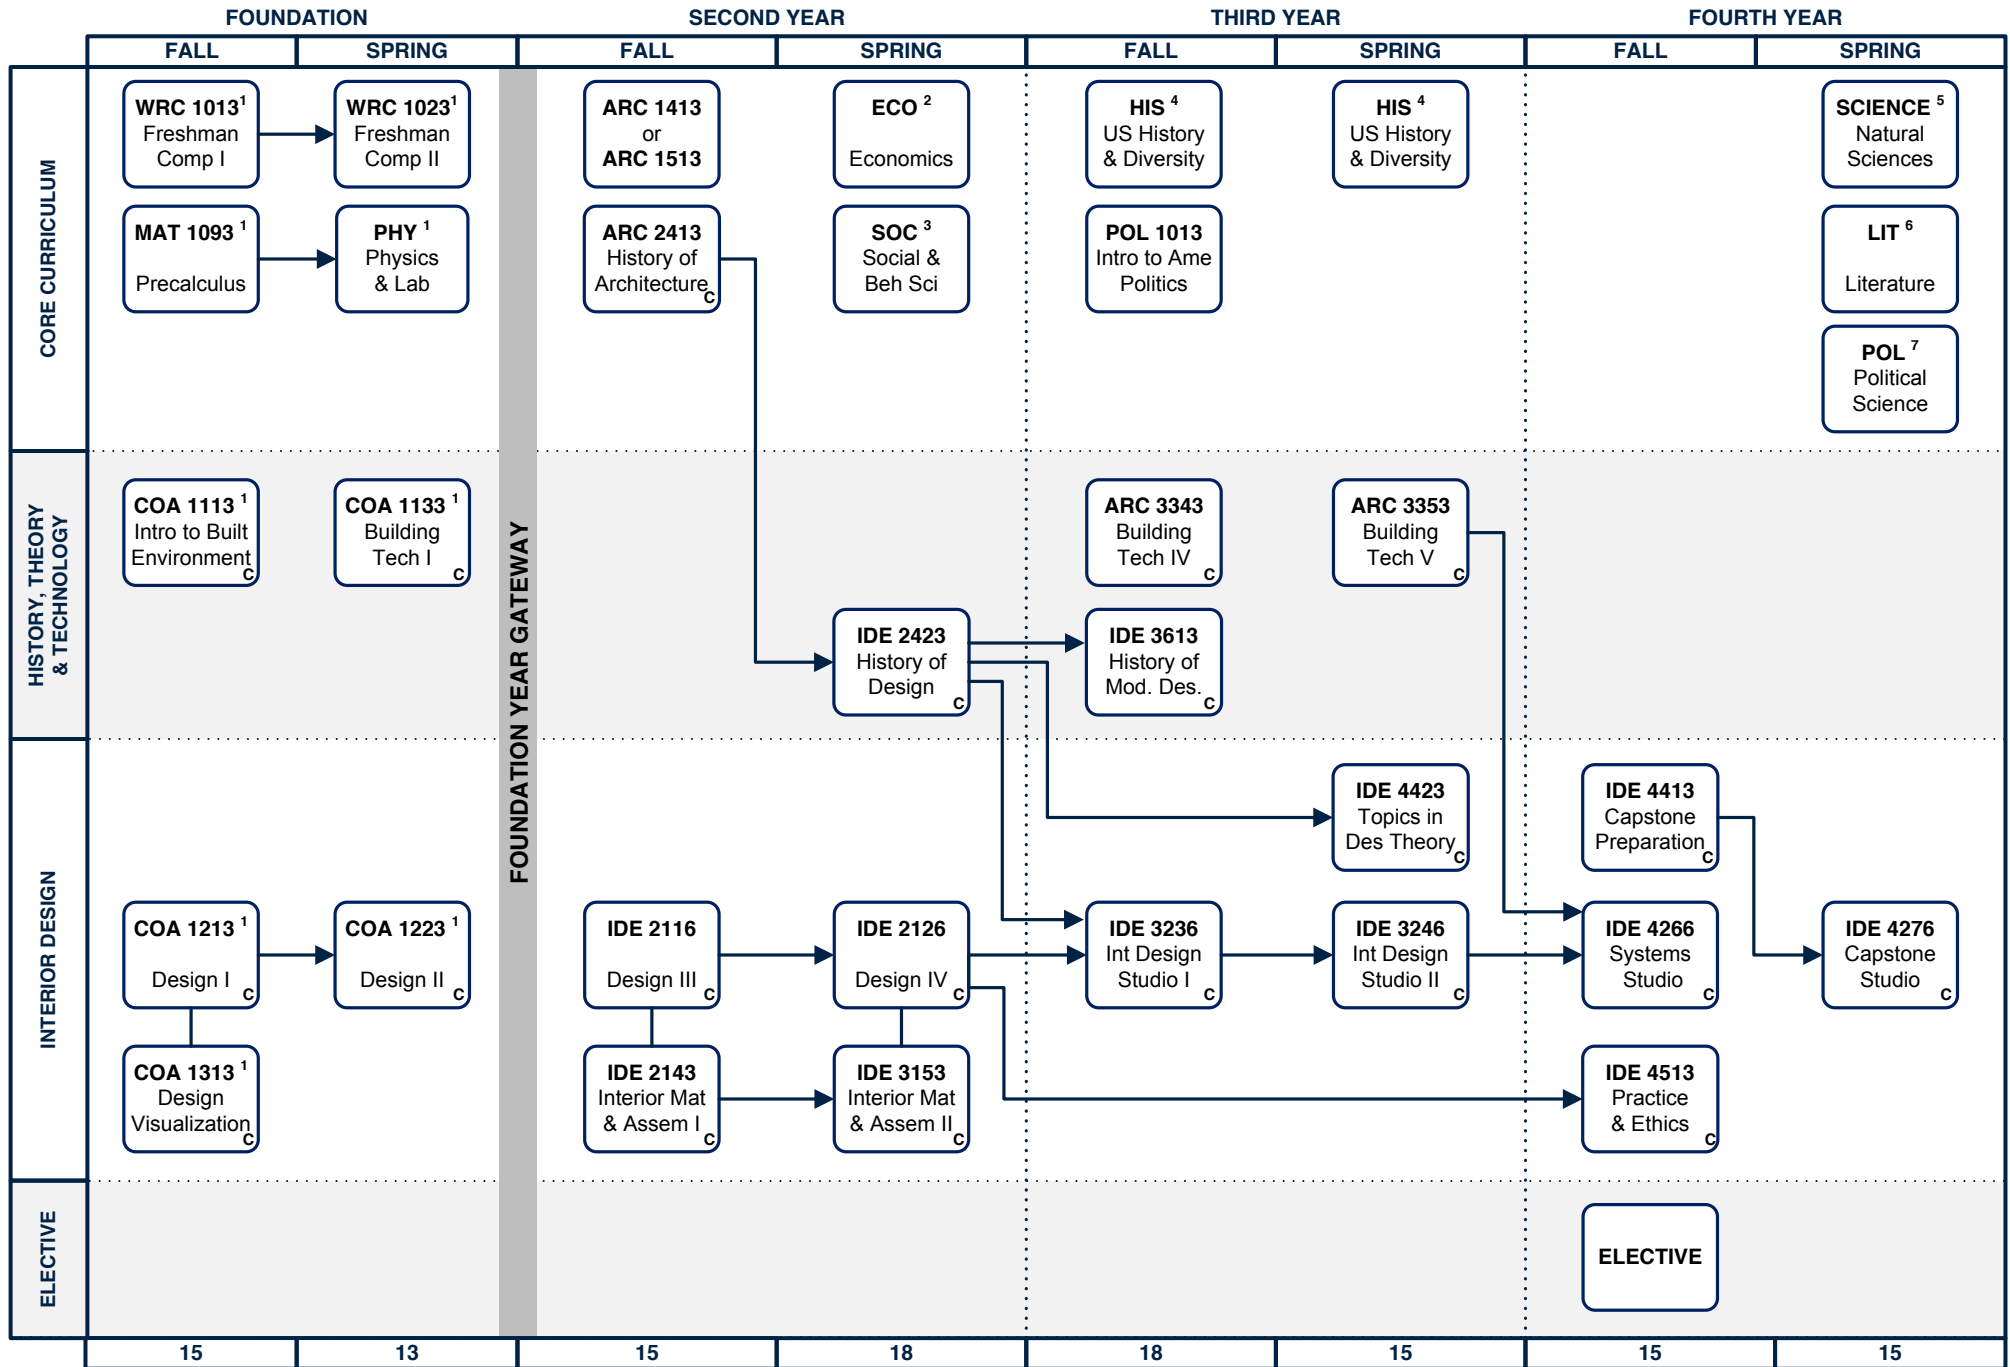 FOUNDATION
SECOND YEAR
THIRD YEAR
FOURTH YEAR
FALL
SPRING
FALL
SPRING
FALL
SPRING
FALL
SPRING
CORE CURRICULUM
WRC 1013 1
Freshman
Comp I
WRC 1023 1
Freshman
Comp II
ARC 1413
or
ARC 1513
ECO 2
Economics
HIS 4
US History
& Diversity
HIS 4
US History
& Diversity
SCIENCE 5
Natural
Sciences
MAT 1093 1
Precalculus
PHY 1
Physics
& Lab
ARC 2413
History of
Architecture
C
SOC 3
Social &
Beh Sci
POL 1013
Intro to Ame
Politics
LIT 6
Literature
POL 7
Political
Science
FOUNDATION YEAR GATEWAY
HISTORY, THEORY
& TECHNOLOGY
COA 1113 1
Intro to Built
Environment
C
COA 1133 1
Building
Tech I
C
ARC 3343
Building
Tech IV
C
ARC 3353
Building
Tech V
C
IDE 2423
History of
Design
C
IDE 3613
History of
Mod. Des.
C
INTERIOR DESIGN
IDE 4423
Topics in
Des Theory
C
IDE 4413
Capstone
Preparation
C
COA 1213 1
Design I
C
COA 1223 1
Design II
C
IDE 2116
Design III
C
IDE 2126
Design IV
C
IDE 3236
Int Design
Studio I
C
IDE 3246
Int Design
Studio II
C
IDE 4266
Systems
Studio
C
IDE 4276
Capstone
Studio
C
COA 1313 1
Design
Visualization
C
IDE 2143
Interior Mat
& Assem I
C
IDE 3153
Interior Mat
& Assem II
C
IDE 4513
Practice
& Ethics
C
ELECTIVE
ELECTIVE
15
13
15
18
18
15
15
15